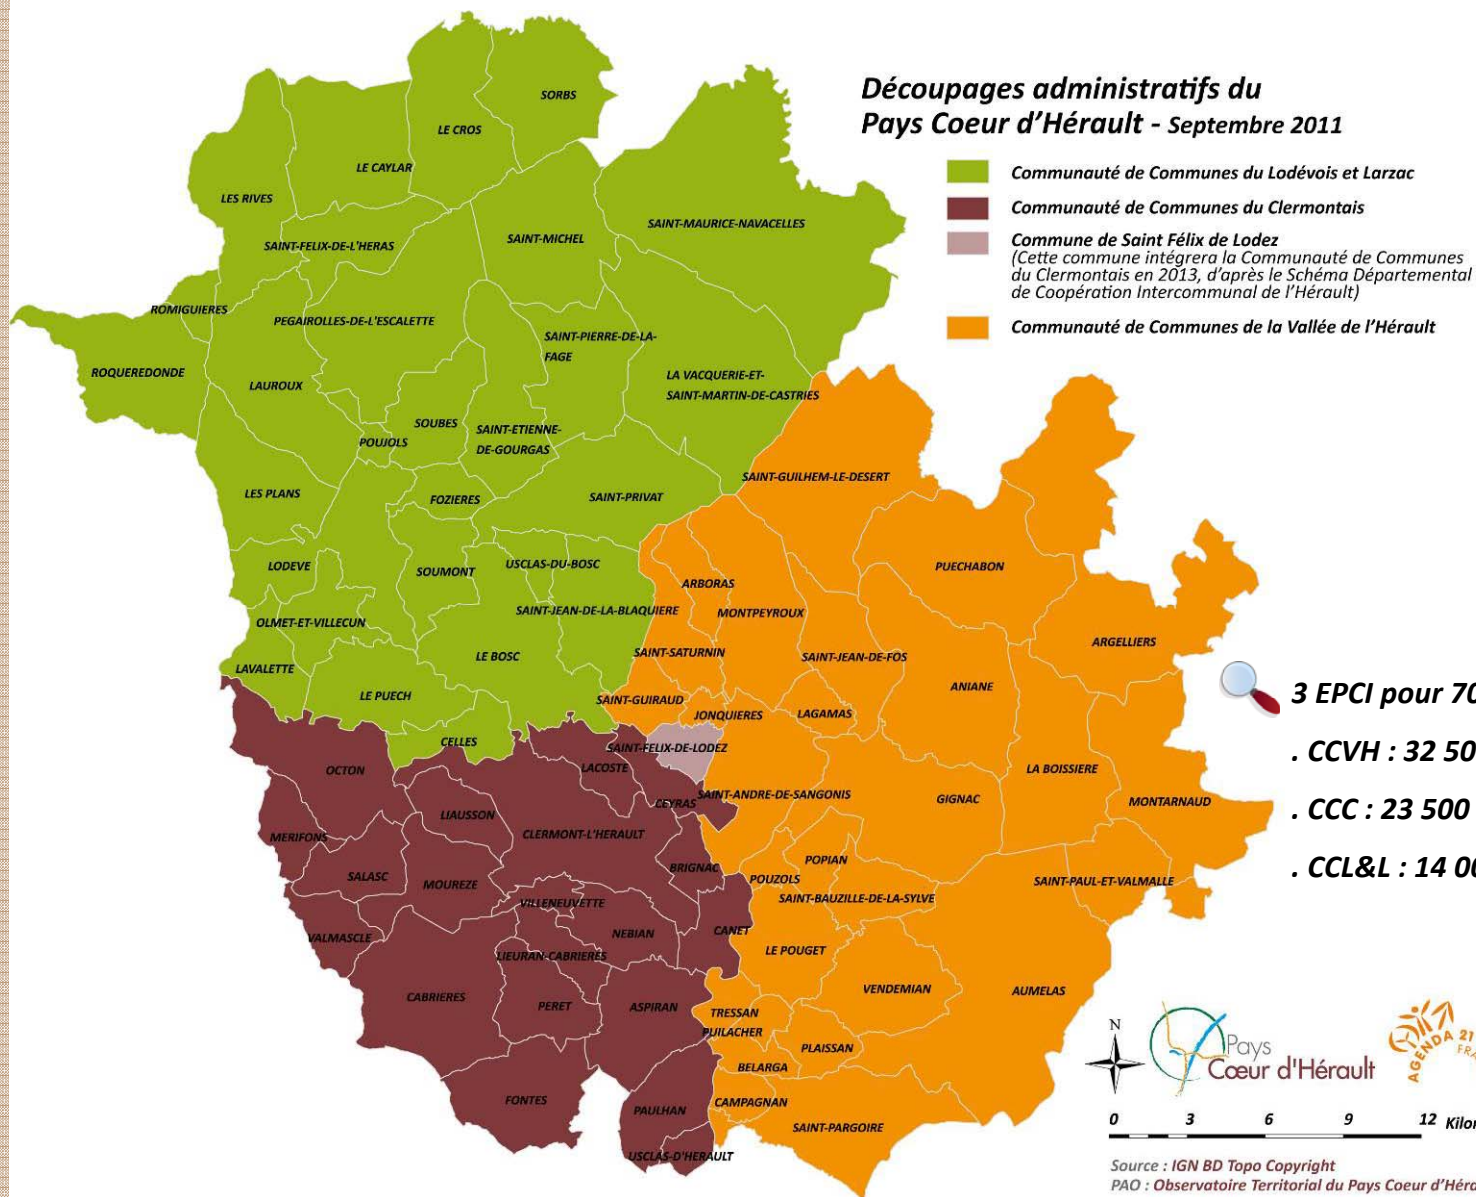 Découpages administratifs du
Pays Coeur d'Hérault - Septembre 2011
Communauté de Communes du Lodévois et Larzac
Communauté de Communes du Clermontais
Commune de Saint Félix de Lodez
(Cette commune intégrera la Communauté de Communes
du Clermontais en 2013, d'après le Schéma Départemental
de Coopération Intercommunal de l'Hérault)
Communauté de Communes de la Vallée de l'Hérault
SORBS
LE CROS
LE CAYLAR
LES RIVES
SAINT-MAURICE-NAVACELLES
SAINT-MICHEL
SAINT-FELIX-DE-L'HERAS
ROMIGUIERES
PEGAIROLLES-DE-L'ESCALETTE
SAINT-PIERRE-DE-LA-
FAGE
ROQUEREDONDE
LAUROUX
LA VACQUERIE-ET-
SAINT-MARTIN-DE-CASTRIES
SOUBES
SAINT-ETIENNE-
DE-GOURGAS
POUJOLS
SAINT-GUILHEM-LE-DESERT
LES PLANS
FOZIERES
SAINT-PRIVAT
LODEVE
SOUMONT
USCLAS-DU-BOSC
PUECHABON
ARBORAS
SAINT-JEAN-DE-LA-BLAQUIERE
MONTPEYROUX
OLMET-ET-VILLECUN
ARGELLIERS
LE BOSC
SAINT-SATURNIN
SAINT-JEAN-DE-FOS
LAVALETTE
ANIANE
LE PUECH
SAINT-GUIRAUD
JONQUIERES
LAGAMAS
3 EPCI pour 70
CELLES
SAINT-FELIX-DE-LODEZ
. CCVH : 32 50
OCTON
LACOSTE
LA BOISSIERE
SAINT-ANDRE-DE-SANGONIS
GIGNAC
MONTARNAUD
CEYRAS
. CCC : 23 500
LIAUSSON
CLERMONT-L'HERAULT
MERIFONS
POPIAN
. CCL&L : 14 00
BRIGNAC
SALASC
MOUREZE
POUZOLS
SAINT-PAUL-ET-VALMALLE
SAINT-BAUZILLE-DE-LA-SYLVE
VILLENEUVETTE
CANET
NEBIAN
VALMASCLE
LE POUGET
LIEURAN-CABRIERES
VENDEMIAN
AUMELAS
CABRIERES
PERET
ASPIRAN
TRESSAN
PUILACHER
PLAISSAN
BELARGA
FONTES
CAMPAGNAN
PAULHAN
SAINT-PARGOIRE
USCLAS-D'HERAULT
N
Pays
Cœur d'Hérault
AGENDA 21
FRA
0 3 6 9 12 Kilo
Source : IGN BD Topo Copyright
PAO : Observatoire Territorial du Pays Coeur d'Héra